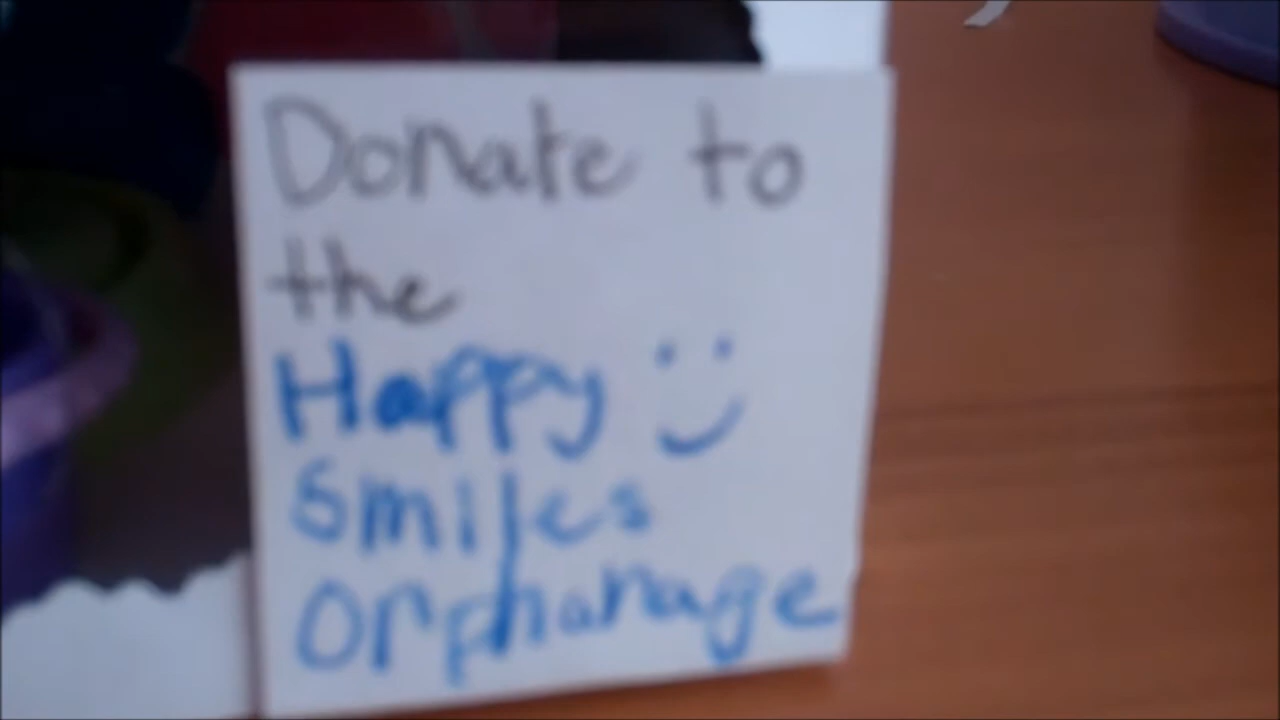 Donate to
the
Happy :)
Smiles
Orphanage